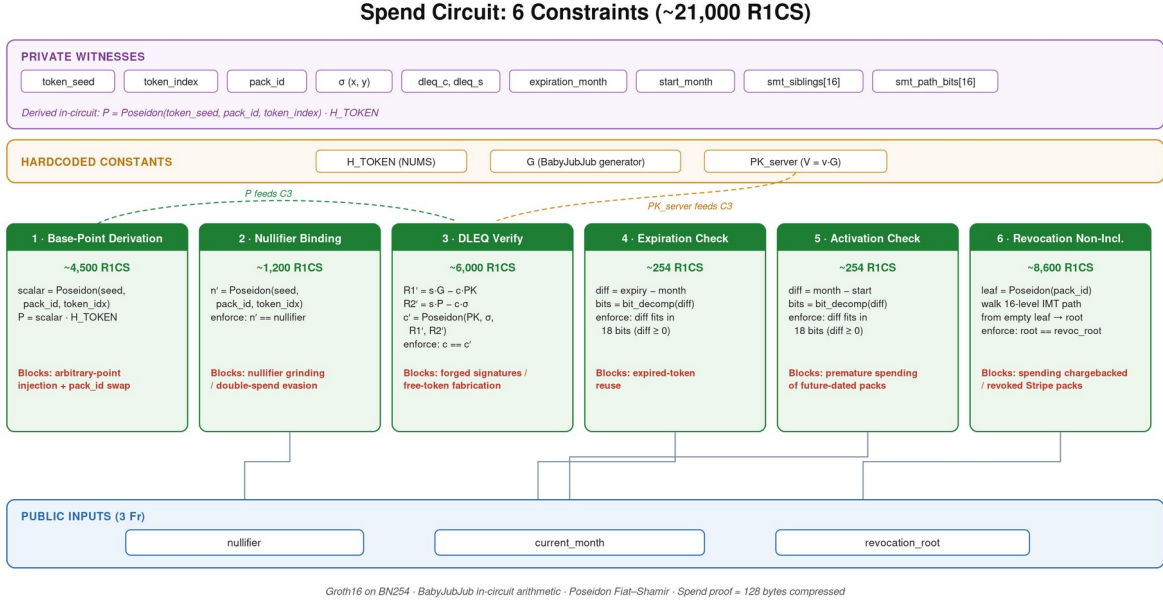 Spend Circuit: 6 Constraints (~21,000 R1CS)
PRIVATE WITNESSES
token_seed
token_index
pack_id
σ (x, y)
dleq_c, dleq_s
expiration_month
start_month
smt_siblings[16]
smt_path_bits[16]
Derived in-circuit: P = Poseidon(token_seed, pack_id, token_index) · H_TOKEN
HARDCODED CONSTANTS
H_TOKEN (NUMS)
G (BabyJubJub generator)
PK_server (V = v·G)
P feeds C3
PK_server feeds C3
1 · Base-Point Derivation
~4,500 R1CS
scalar = Poseidon(seed,
pack_id, token_idx)
P = scalar · H_TOKEN
Blocks: arbitrary-point
injection + pack_id swap
2 · Nullifier Binding
~1,200 R1CS
n' = Poseidon(seed,
pack_id, token_idx)
enforce: n' == nullifier
Blocks: nullifier grinding
/ double-spend evasion
3 · DLEQ Verify
~6,000 R1CS
R1' = s·G − c·PK
R2' = s·P − c·σ
c' = Poseidon(PK, σ,
R1', R2')
enforce: c == c'
Blocks: forged signatures /
free-token fabrication
4 · Expiration Check
~254 R1CS
diff = expiry − month
bits = bit_decomp(diff)
enforce: diff fits in
18 bits (diff ≥ 0)
Blocks: expired-token
reuse
5 · Activation Check
~254 R1CS
diff = month − start
bits = bit_decomp(diff)
enforce: diff fits in
18 bits (diff ≥ 0)
Blocks: premature spending
of future-dated packs
6 · Revocation Non-Incl.
~8,600 R1CS
leaf = Poseidon(pack_id)
walk 16-level IMT path
from empty leaf → root
enforce: root == revoc_root
Blocks: spending chargebacked
/ revoked Stripe packs
PUBLIC INPUTS (3 Fr)
nullifier
current_month
revocation_root
Groth16 on BN254 · BabyJubJub in-circuit arithmetic · Poseidon Fiat–Shamir · Spend proof ≈ 128 bytes compressed